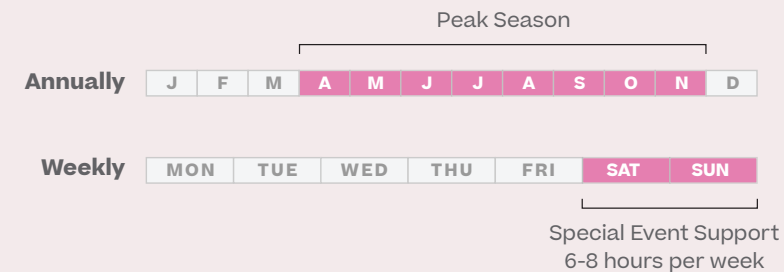 Peak Season
Annually J F M A M J J A S O N D
Weekly MON TUE WED THU FRI SAT SUN
Special Event Support
6-8 hours per week